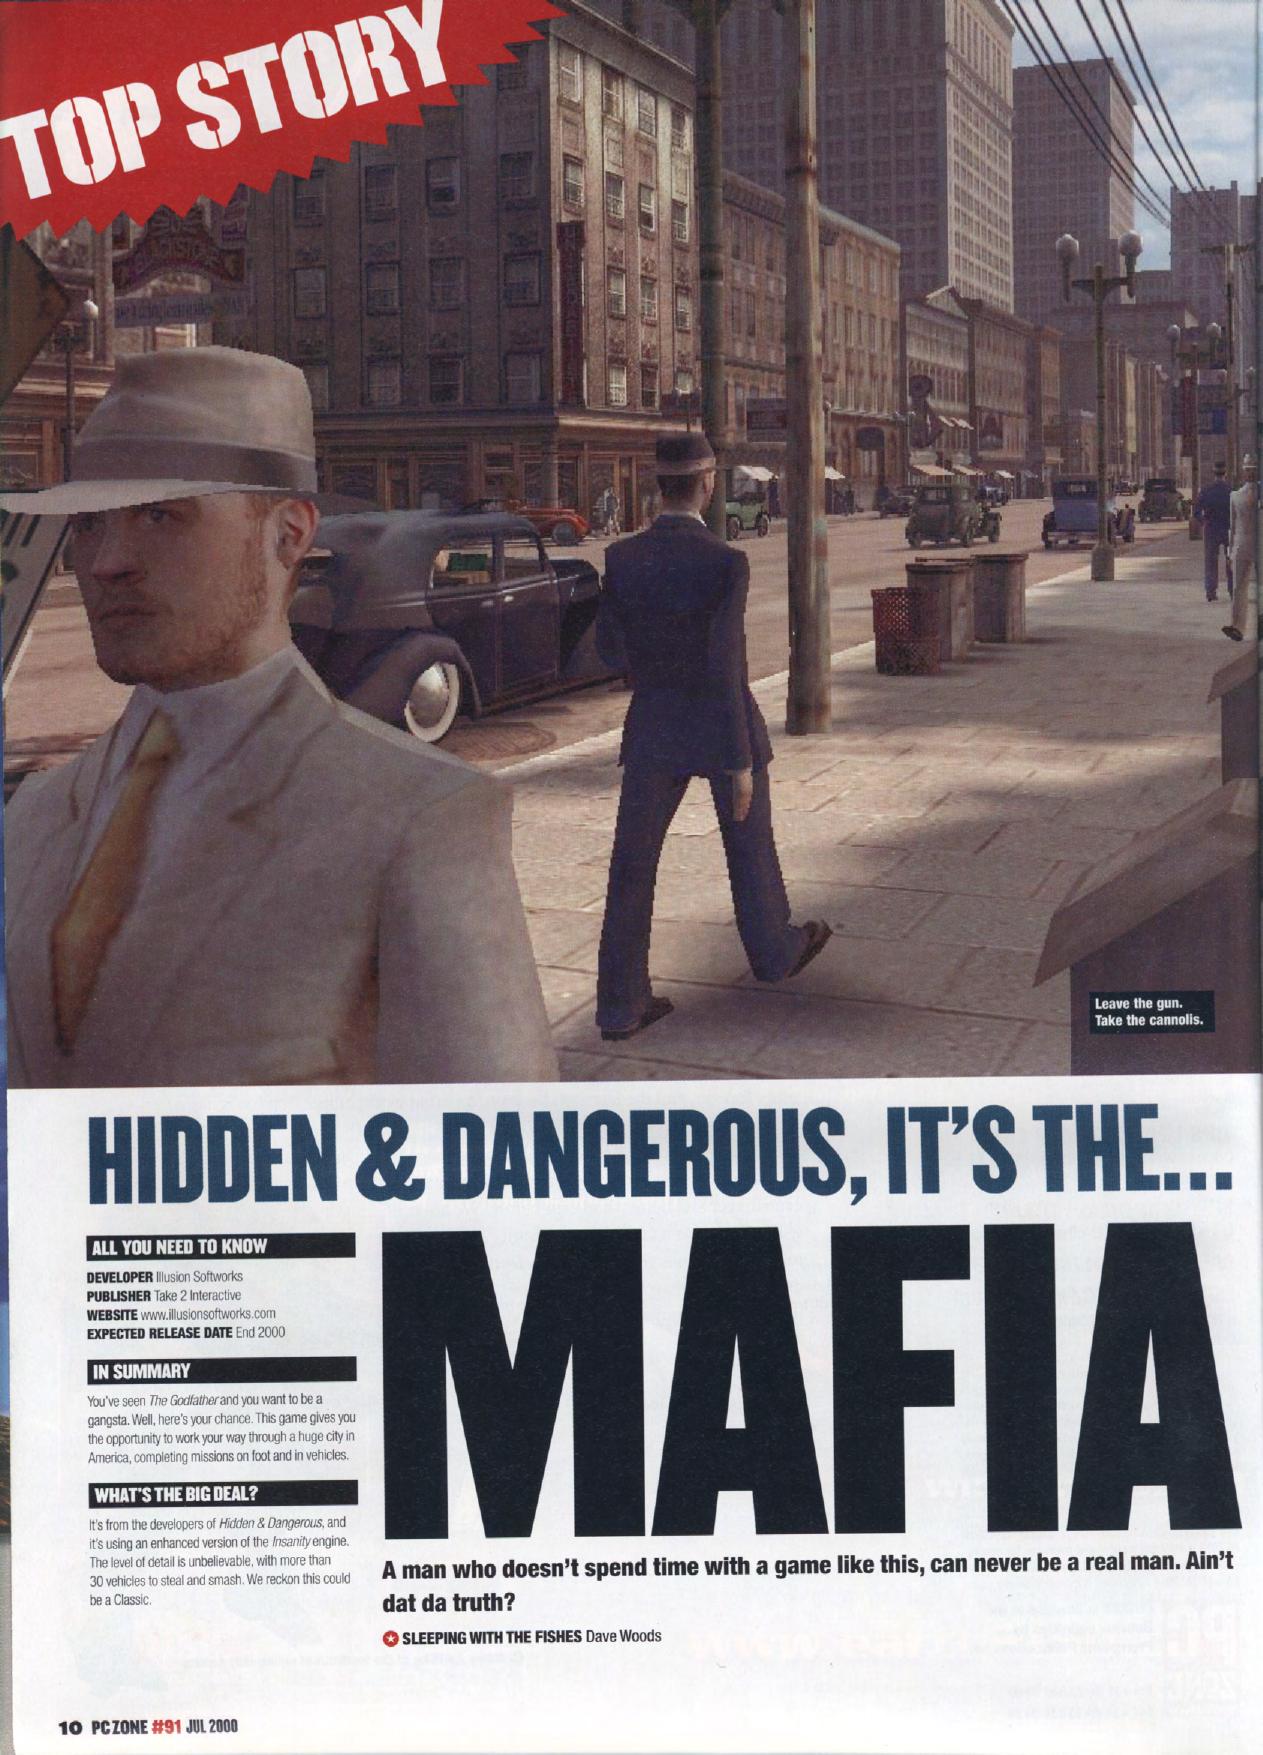 TOP STORY
Leave the gun.
Take the cannolis.
HIDDEN & DANGEROUS, IT'S THE...
MAFIA
ALL YOU NEED TO KNOW
DEVELOPER Illusion Softworks
PUBLISHER Take 2 Interactive
WEBSITE www.illusionsoftworks.com
EXPECTED RELEASE DATE End 2000
IN SUMMARY
You've seen The Godfather and you want to be a
gangsta. Well, here's your chance. This game gives you
the opportunity to work your way through a huge city in
America, completing missions on foot and in vehicles.
WHAT'S THE BIG DEAL?
It's from the developers of Hidden & Dangerous, and
it's using an enhanced version of the Insanity engine.
The level of detail is unbelievable, with more than
30 vehicles to steal and smash. We reckon this could
be a Classic.
A man who doesn't spend time with a game like this, can never be a real man. Ain't
dat da truth?
SLEEPING WITH THE FISHES Dave Woods
10 PCZONE #91 JUL 2000